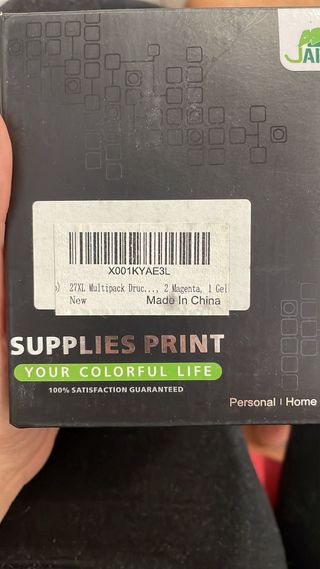 JAI
X001KYAE3L
) 27XL Multipack Druc..., 2 Magenta, 1 Gel
New Made In China
SUPPLIES PRINT
YOUR COLORFUL LIFE
100% SATISFACTION GUARANTEED
Personal | Home